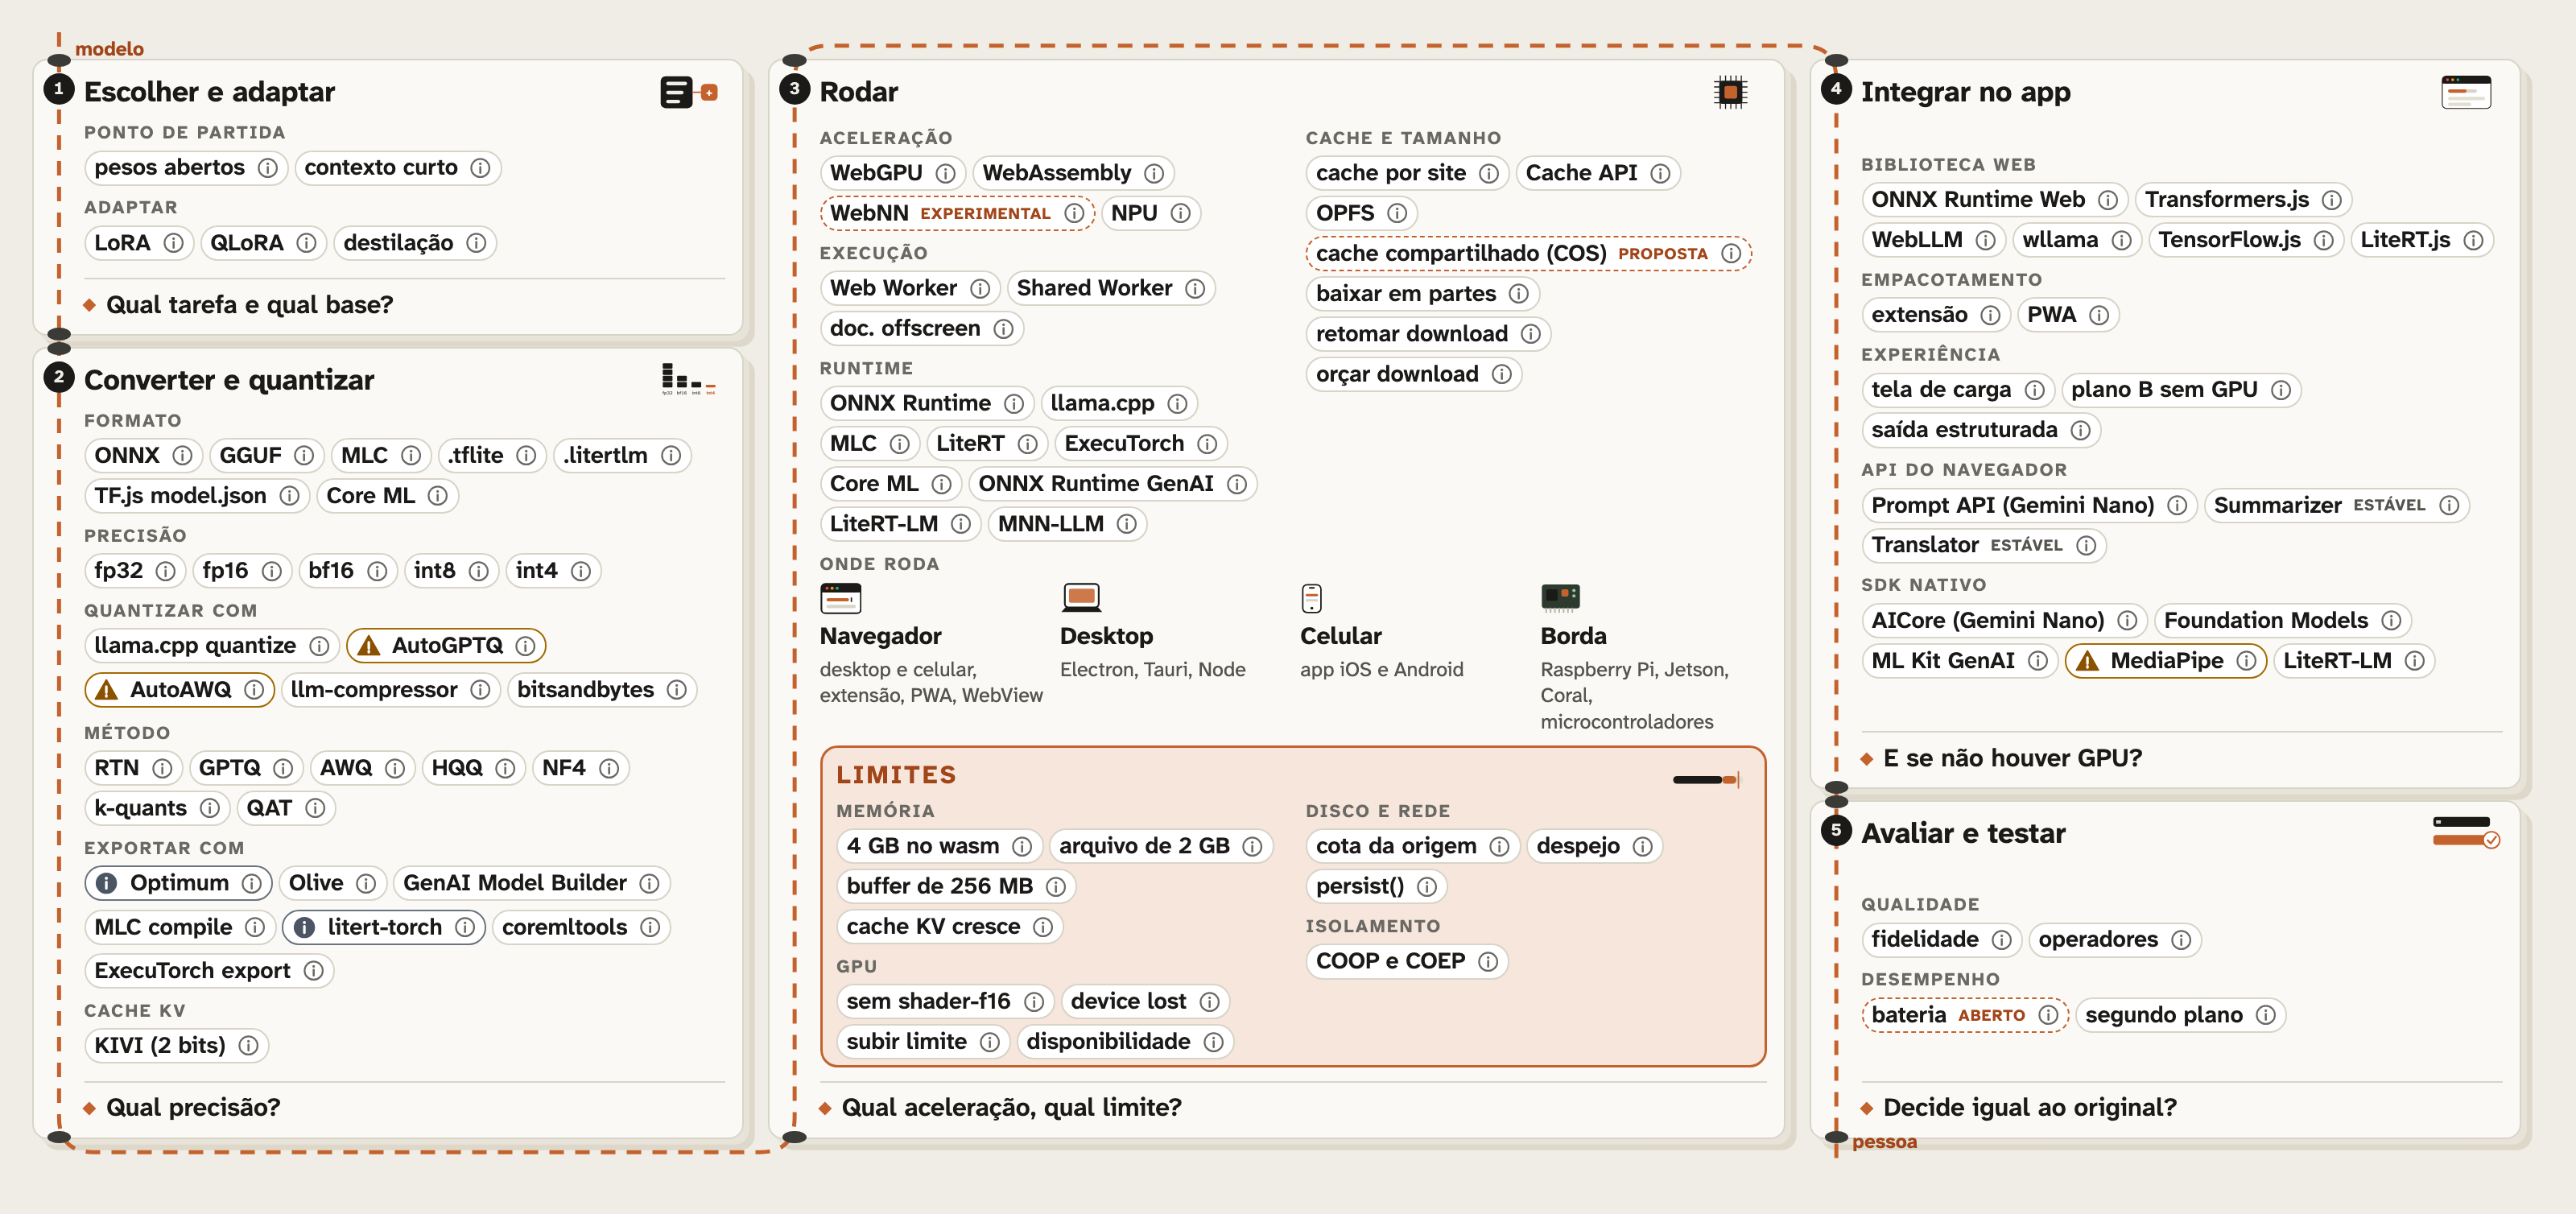 modelo
1 Escolher e adaptar
PONTO DE PARTIDA
pesos abertos contexto curto
ADAPTAR
LoRA QLoRA destilação
Qual tarefa e qual base?
2 Converter e quantizar
fp32 bf16 int8 int4
FORMATO
ONNX GGUF MLC .tflite .litertlm
TF.js model.json Core ML
PRECISÃO
fp32 fp16 bf16 int8 int4
QUANTIZAR COM
llama.cpp quantize AutoGPTQ
AutoAWQ llm-compressor bitsandbytes
MÉTODO
RTN GPTQ AWQ HQQ NF4
k-quants QAT
EXPORTAR COM
Optimum Olive GenAI Model Builder
MLC compile litert-torch coremltools
ExecuTorch export
CACHE KV
KIVI (2 bits)
Qual precisão?
3 Rodar
ACELERAÇÃO
WebGPU WebAssembly
WebNN EXPERIMENTAL NPU
EXECUÇÃO
Web Worker Shared Worker
doc. offscreen
RUNTIME
ONNX Runtime llama.cpp
MLC LiteRT ExecuTorch
Core ML ONNX Runtime GenAI
LiteRT-LM MNN-LLM
CACHE E TAMANHO
cache por site Cache API
OPFS
cache compartilhado (COS) PROPOSTA
baixar em partes
retomar download
orçar download
ONDE RODA
Navegador
desktop e celular,
extensão, PWA, WebView
Desktop
Electron, Tauri, Node
Celular
app iOS e Android
Borda
Raspberry Pi, Jetson,
Coral,
microcontroladores
LIMITES
MEMÓRIA
4 GB no wasm arquivo de 2 GB
buffer de 256 MB
cache KV cresce
GPU
sem shader-f16 device lost
subir limite disponibilidade
DISCO E REDE
cota da origem despejo
persist()
ISOLAMENTO
COOP e COEP
Qual aceleração, qual limite?
4 Integrar no app
BIBLIOTECA WEB
ONNX Runtime Web Transformers.js
WebLLM wllama TensorFlow.js LiteRT.js
EMPACOTAMENTO
extensão PWA
EXPERIÊNCIA
tela de carga plano B sem GPU
saída estruturada
API DO NAVEGADOR
Prompt API (Gemini Nano) Summarizer ESTÁVEL
Translator ESTÁVEL
SDK NATIVO
AICore (Gemini Nano) Foundation Models
ML Kit GenAI MediaPipe LiteRT-LM
E se não houver GPU?
5 Avaliar e testar
QUALIDADE
fidelidade operadores
DESEMPENHO
bateria ABERTO segundo plano
Decide igual ao original?
pessoa